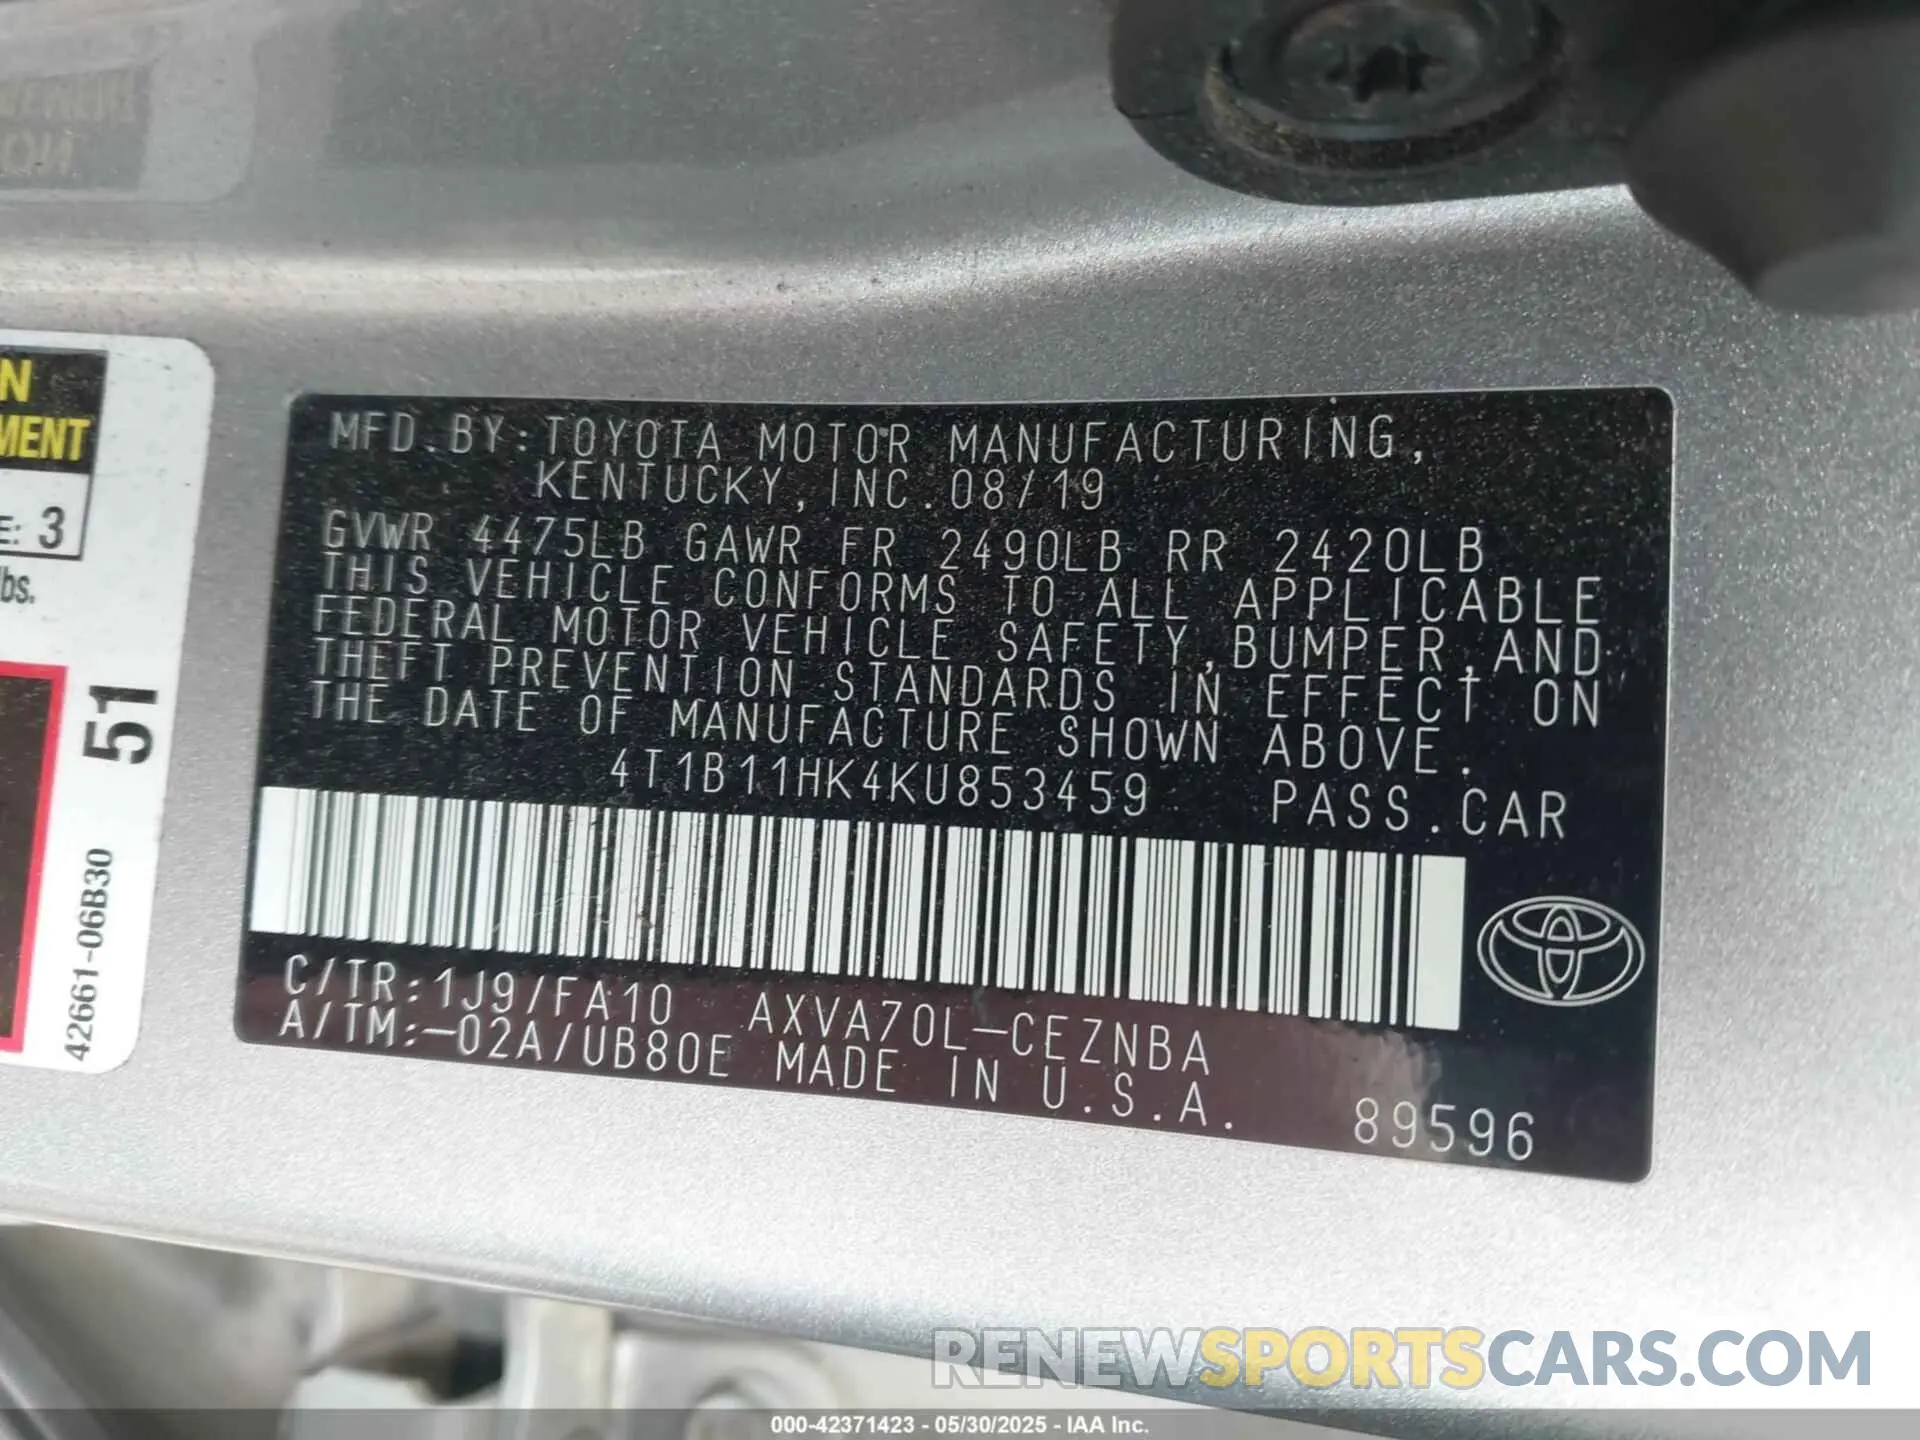 MFD.BY:TOYOTA MOTOR MANUFACTURING,
KENTUCKY,INC.08/19
GVWR 4475LB GAWR FR 2490LB RR 2420LB
THIS VEHICLE CONFORMS TO ALL APPLICABLE
FEDERAL MOTOR VEHICLE SAFETY,BUMPER,AND
THEFT PREVENTION STANDARDS IN EFFECT ON
THE DATE OF MANUFACTURE SHOWN ABOVE.
4T1B11HK4KU853459 PASS.CAR
C/TR:1J9/FA10 AXVA70L-CEZNBA
A/TM:-02A/UB80E MADE IN U.S.A.
89596
N
MENT
E: 3
lbs.
51
42661-06B30
RENEWSPORTSCARS.COM
000-42371423 - 05/30/2025 - IAA Inc.